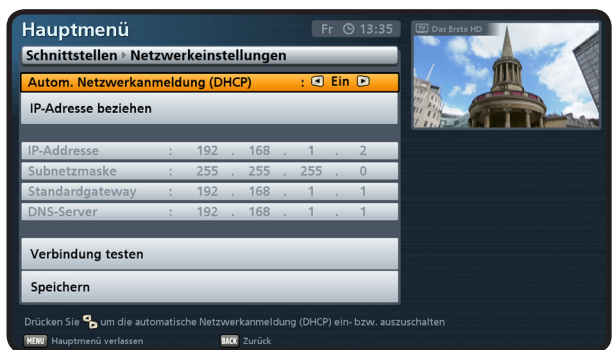 Hauptmenü
Fr 13:35
TV Das Erste HD
Schnittstellen ▸ Netzwerkeinstellungen
Autom. Netzwerkanmeldung (DHCP) : ◂ Ein ▸
IP-Adresse beziehen
IP-Addresse : 192 . 168 . 1 . 2
Subnetzmaske : 255 . 255 . 255 . 0
Standardgateway : 192 . 168 . 1 . 1
DNS-Server : 192 . 168 . 1 . 1
Verbindung testen
Speichern
Drücken Sie um die automatische Netzwerkanmeldung (DHCP) ein- bzw. auszuschalten
MENU Hauptmenü verlassen BACK Zurück